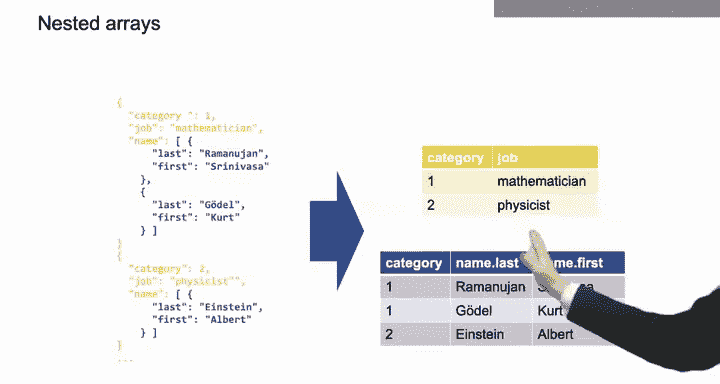 Nested arrays
{
"category ": 1,
"job": "mathematician",
"name": [ {
"last": "Ramanujan",
"first": "Srinivasa"
},
{
"last": "Gödel",
"first": "Kurt"
} ]
}
{
"category": 2,
"job": "physicist"",
"name": [ {
"last": "Einstein",
"first": "Albert"
} ]
}
...
category job
1 mathematician
2 physicist
category name.last
1 Ramanujan
1 Gödel Kurt
2 Einstein Albert